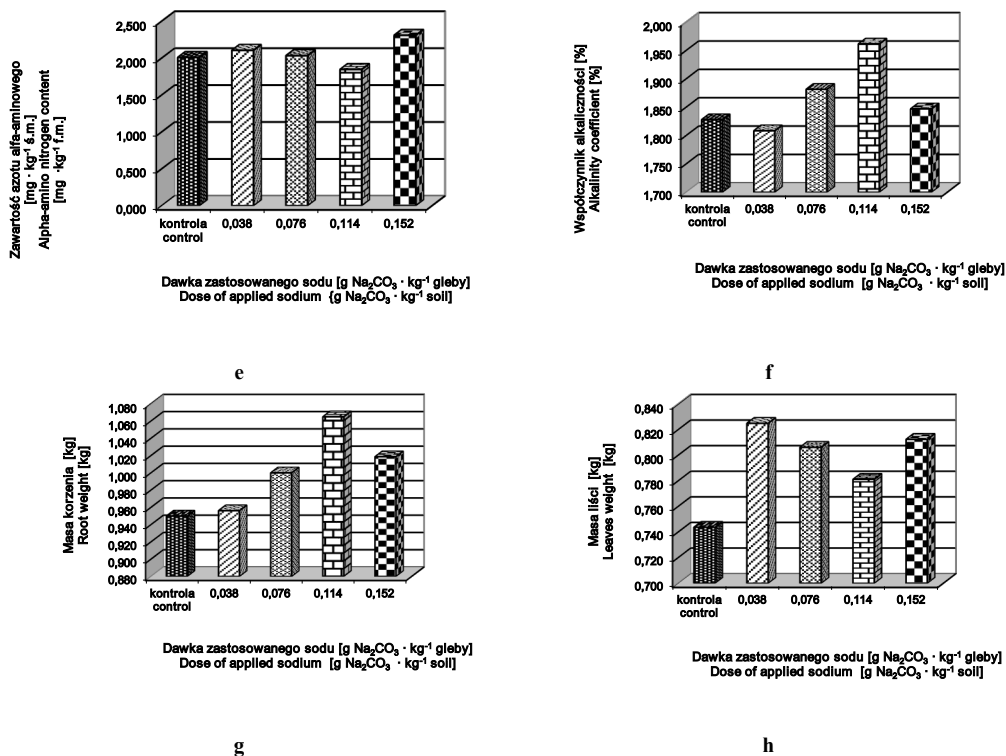 Zawartość azotu alfa-aminowego
[mg · kg⁻¹ ś.m.]
Alpha-amino nitrogen content
[mg ·kg⁻¹ f.m.]
2,500
2,000
1,500
1,000
0,500
0,000
kontrola 0,038 0,076 0,114 0,152
control
Dawka zastosowanego sodu [g Na₂CO₃ · kg⁻¹ gleby]
Dose of applied sodium {g Na₂CO₃ · kg⁻¹ soil]
e
Współczynnik alkaliczności [%]
Alkalinity coefficient [%]
2,000
1,950
1,900
1,850
1,800
1,750
1,700
kontrola 0,038 0,076 0,114 0,152
control
Dawka zastosowanego sodu [g Na₂CO₃ · kg⁻¹ gleby]
Dose of applied sodium [g Na₂CO₃ · kg⁻¹ soil]
f
Masa korzenia [kg]
Root weight [kg]
1,080
1,060
1,040
1,020
1,000
0,980
0,960
0,940
0,920
0,900
0,880
kontrola 0,038 0,076 0,114 0,152
control
Dawka zastosowanego sodu [g Na₂CO₃ · kg⁻¹ gleby]
Dose of applied sodium [g Na₂CO₃ · kg⁻¹ soil]
g
Masa liści [kg]
Leaves weight [kg]
0,840
0,820
0,800
0,780
0,760
0,740
0,720
0,700
kontrola 0,038 0,076 0,114 0,152
control
Dawka zastosowanego sodu [g Na₂CO₃ · kg⁻¹ gleby]
Dose of applied sodium [g Na₂CO₃ · kg⁻¹ soil]
h